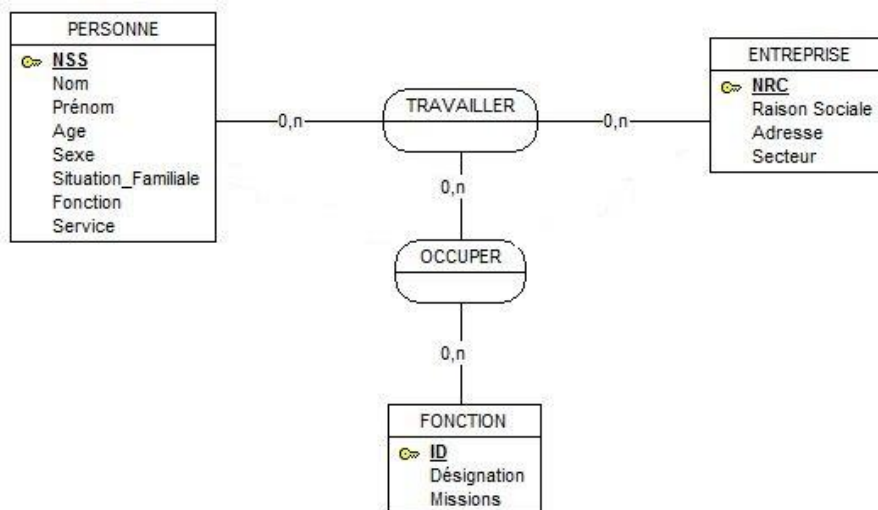 PERSONNE
NSS
Nom
Prénom
Age
Sexe
Situation_Familiale
Fonction
Service
0,n
TRAVAILLER
0,n
ENTREPRISE
NRC
Raison Sociale
Adresse
Secteur
0,n
OCCUPER
0,n
FONCTION
ID
Désignation
Missions